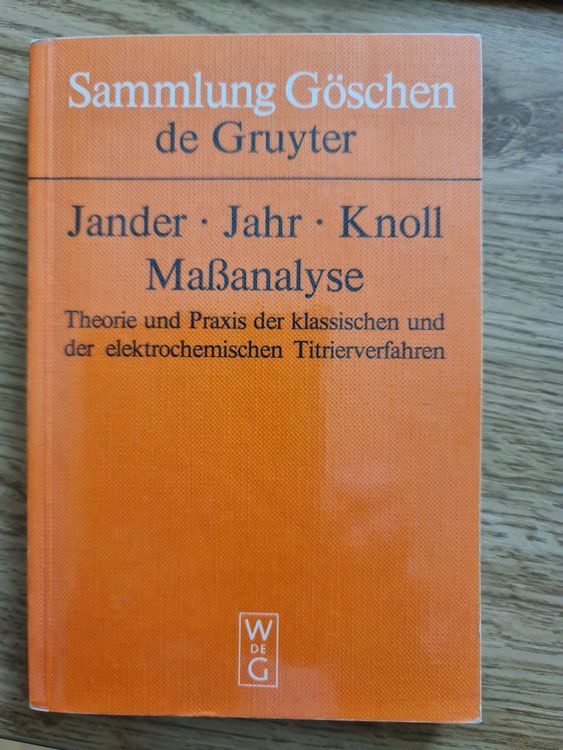 Sammlung Göschen
de Gruyter
Jander · Jahr · Knoll
Maßanalyse
Theorie und Praxis der klassischen und
der elektrochemischen Titrierverfahren
W
DE
G